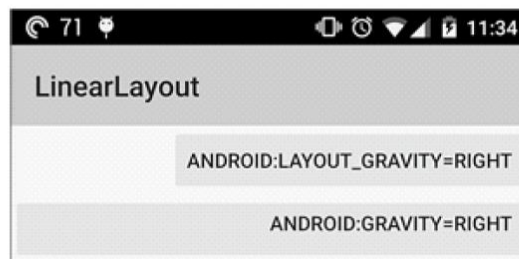 71 11:34
LinearLayout
ANDROID:LAYOUT_GRAVITY=RIGHT
ANDROID:GRAVITY=RIGHT